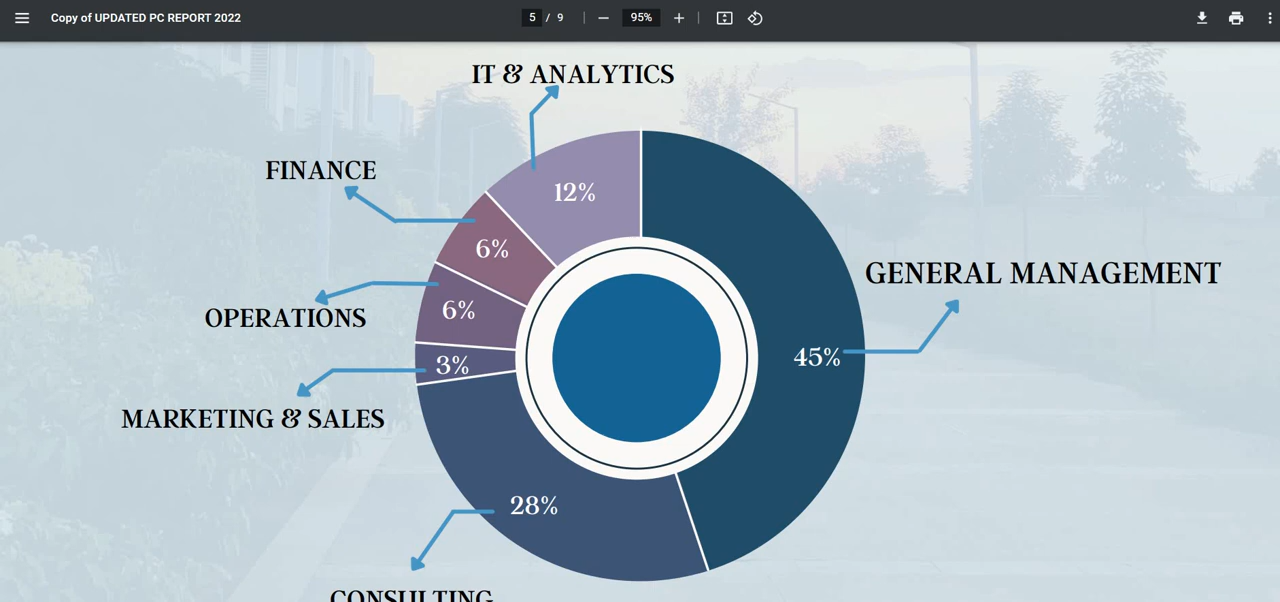 Copy of UPDATED PC REPORT 2022
5 / 9
95%
IT & ANALYTICS
FINANCE
12%
6%
GENERAL MANAGEMENT
OPERATIONS
6%
45%
3%
MARKETING & SALES
28%
CONSULTING